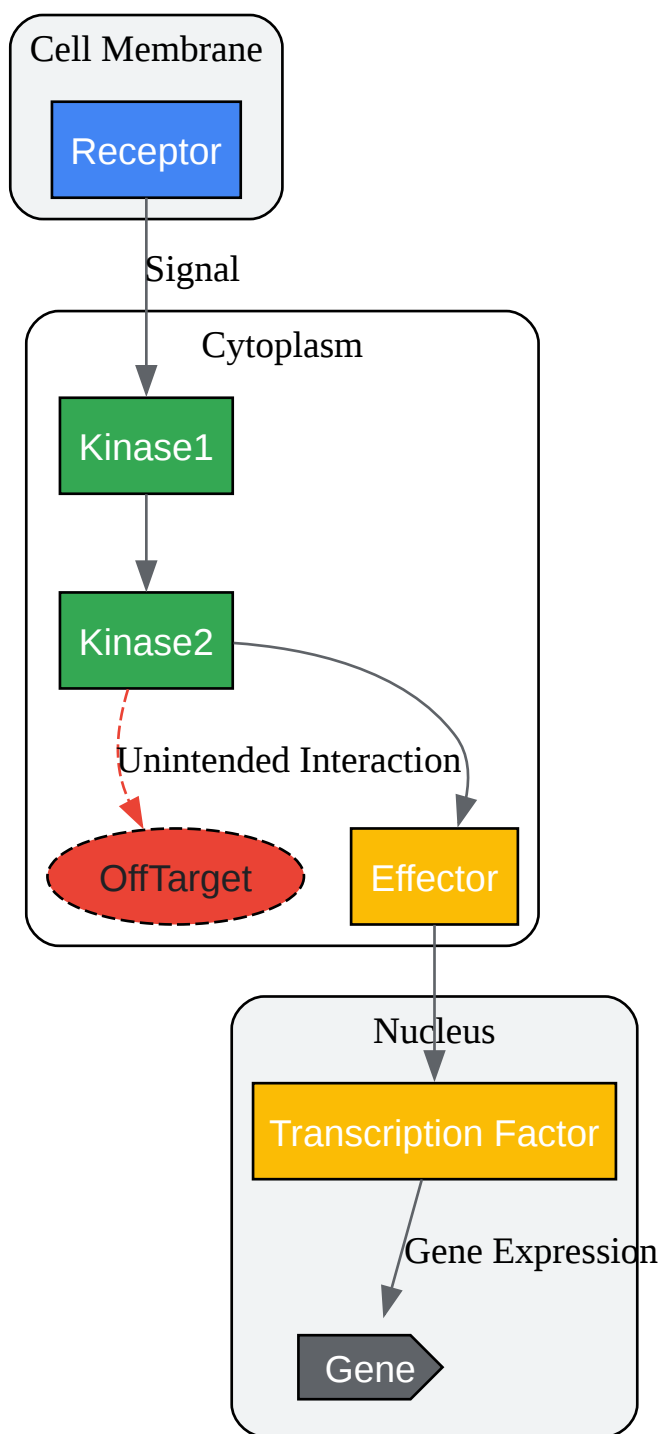 Cell Membrane
Receptor
Signal
Cytoplasm
Kinase1
Kinase2
Unintended Interaction
OffTarget
Effector
Nucleus
Transcription Factor
Gene Expression
Gene